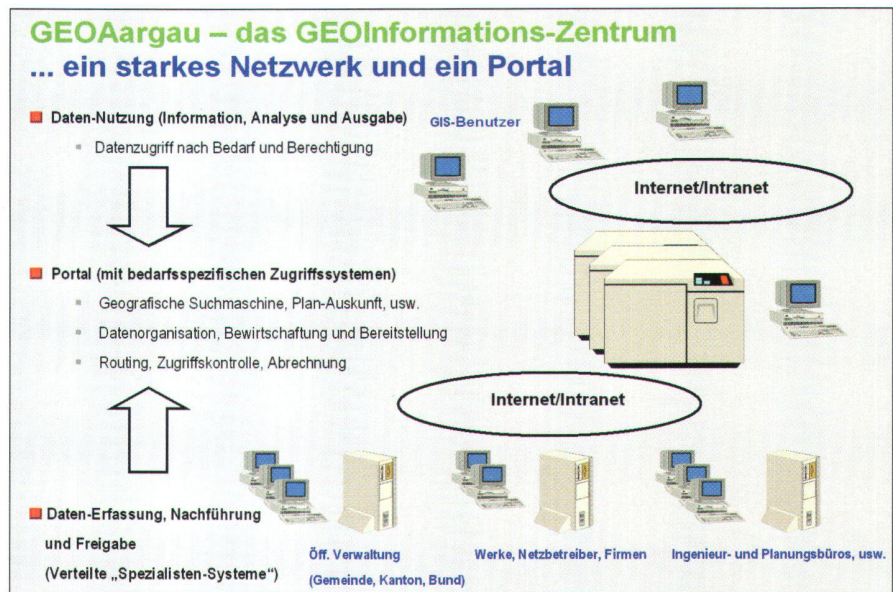 GEOAargau – das GEOInformations-Zentrum
... ein starkes Netzwerk und ein Portal
Daten-Nutzung (Information, Analyse und Ausgabe)
Datenzugriff nach Bedarf und Berechtigung
GIS-Benutzer
Internet/Intranet
Portal (mit bedarfsspezifischen Zugriffssystemen)
Geografische Suchmaschine, Plan-Auskunft, usw.
Datenorganisation, Bewirtschaftung und Bereitstellung
Routing, Zugriffskontrolle, Abrechnung
Internet/Intranet
Daten-Erfassung, Nachführung
und Freigabe
(Verteilte „Spezialisten-Systeme“)
Öff. Verwaltung
(Gemeinde, Kanton, Bund)
Werke, Netzbetreiber, Firmen
Ingenieur- und Planungsbüros, usw.